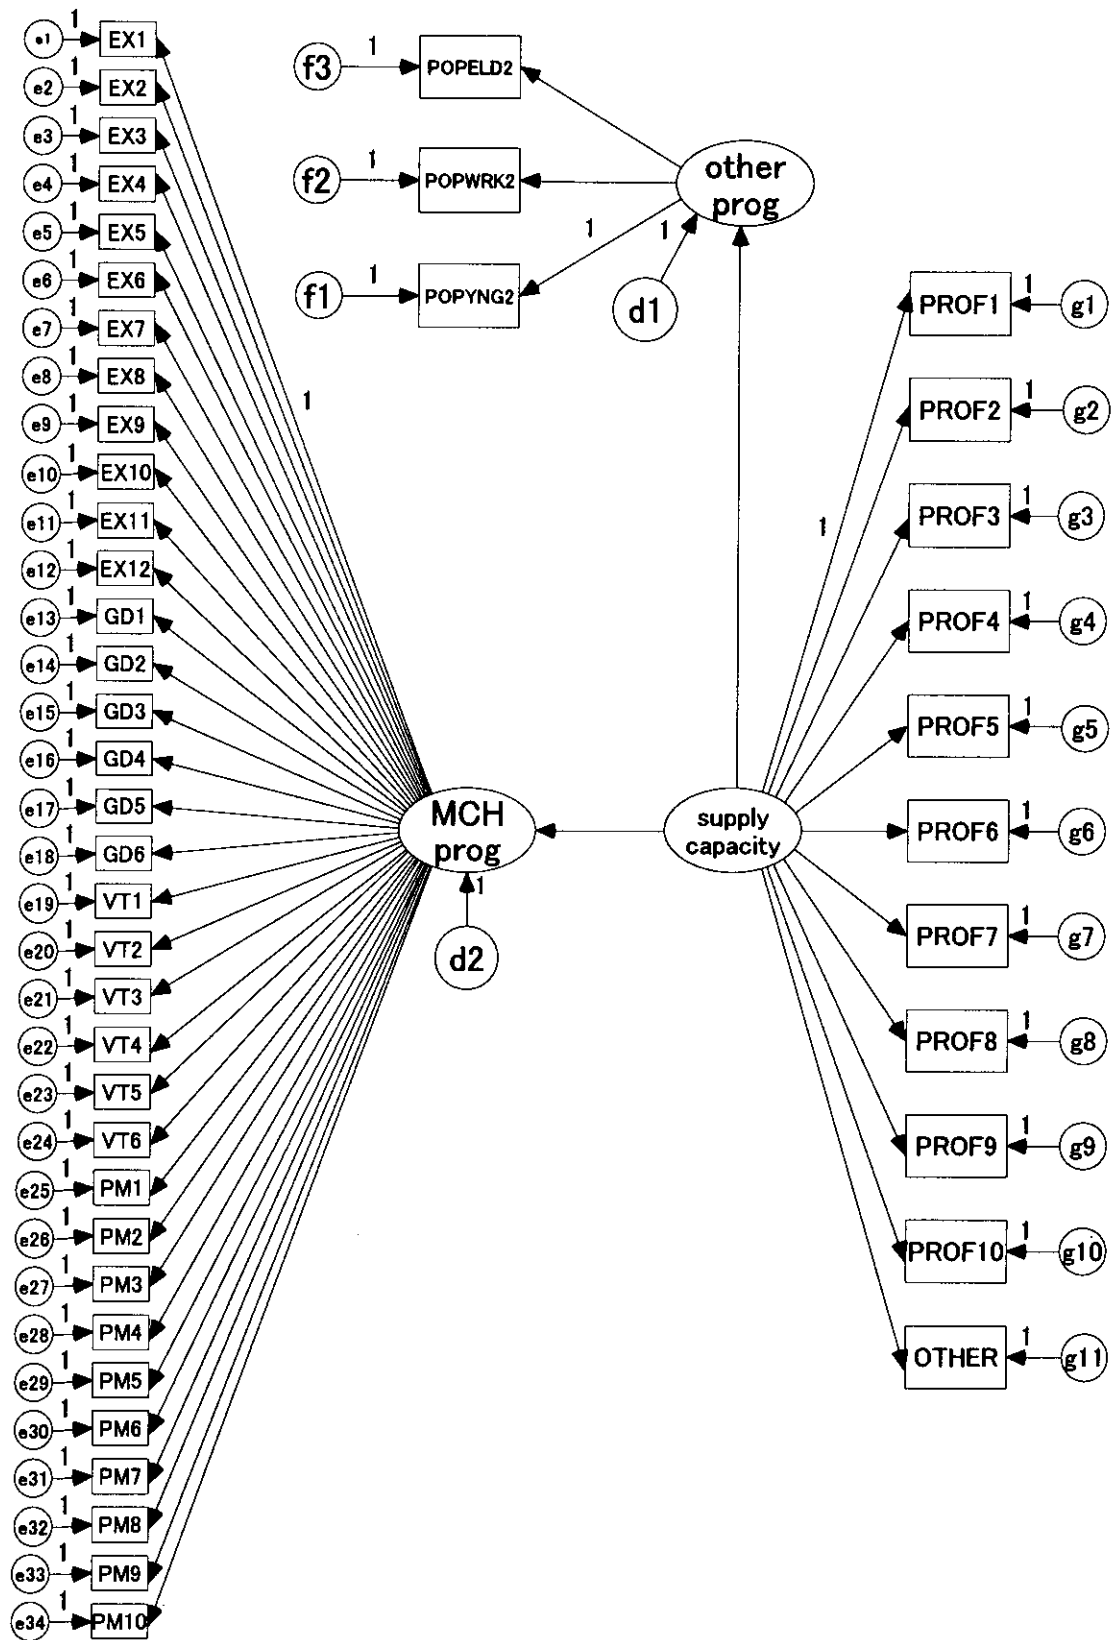 1
e1 EX1
1
e2 EX2
1
e3 EX3
1
e4 EX4
1
e5 EX5
1
e6 EX6
1
e7 EX7
1
e8 EX8
1
e9 EX9
1
e10 EX10
1
e11 EX11
1
e12 EX12
1
e13 GD1
1
e14 GD2
1
e15 GD3
1
e16 GD4
1
e17 GD5
1
e18 GD6
1
e19 VT1
1
e20 VT2
1
e21 VT3
1
e22 VT4
1
e23 VT5
1
e24 VT6
1
e25 PM1
1
e26 PM2
1
e27 PM3
1
e28 PM4
1
e29 PM5
1
e30 PM6
1
e31 PM7
1
e32 PM8
1
e33 PM9
1
e34 PM10
1
MCH
prog
1
d2
1
f3 POPELD2
1
f2 POPWRK2
1
f1 POPYNG2
1
other
prog
1
d1
supply
capacity
1
1
PROF1 g1
1
PROF2 g2
1
PROF3 g3
1
PROF4 g4
1
PROF5 g5
1
PROF6 g6
1
PROF7 g7
1
PROF8 g8
1
PROF9 g9
1
PROF10 g10
1
OTHER g11